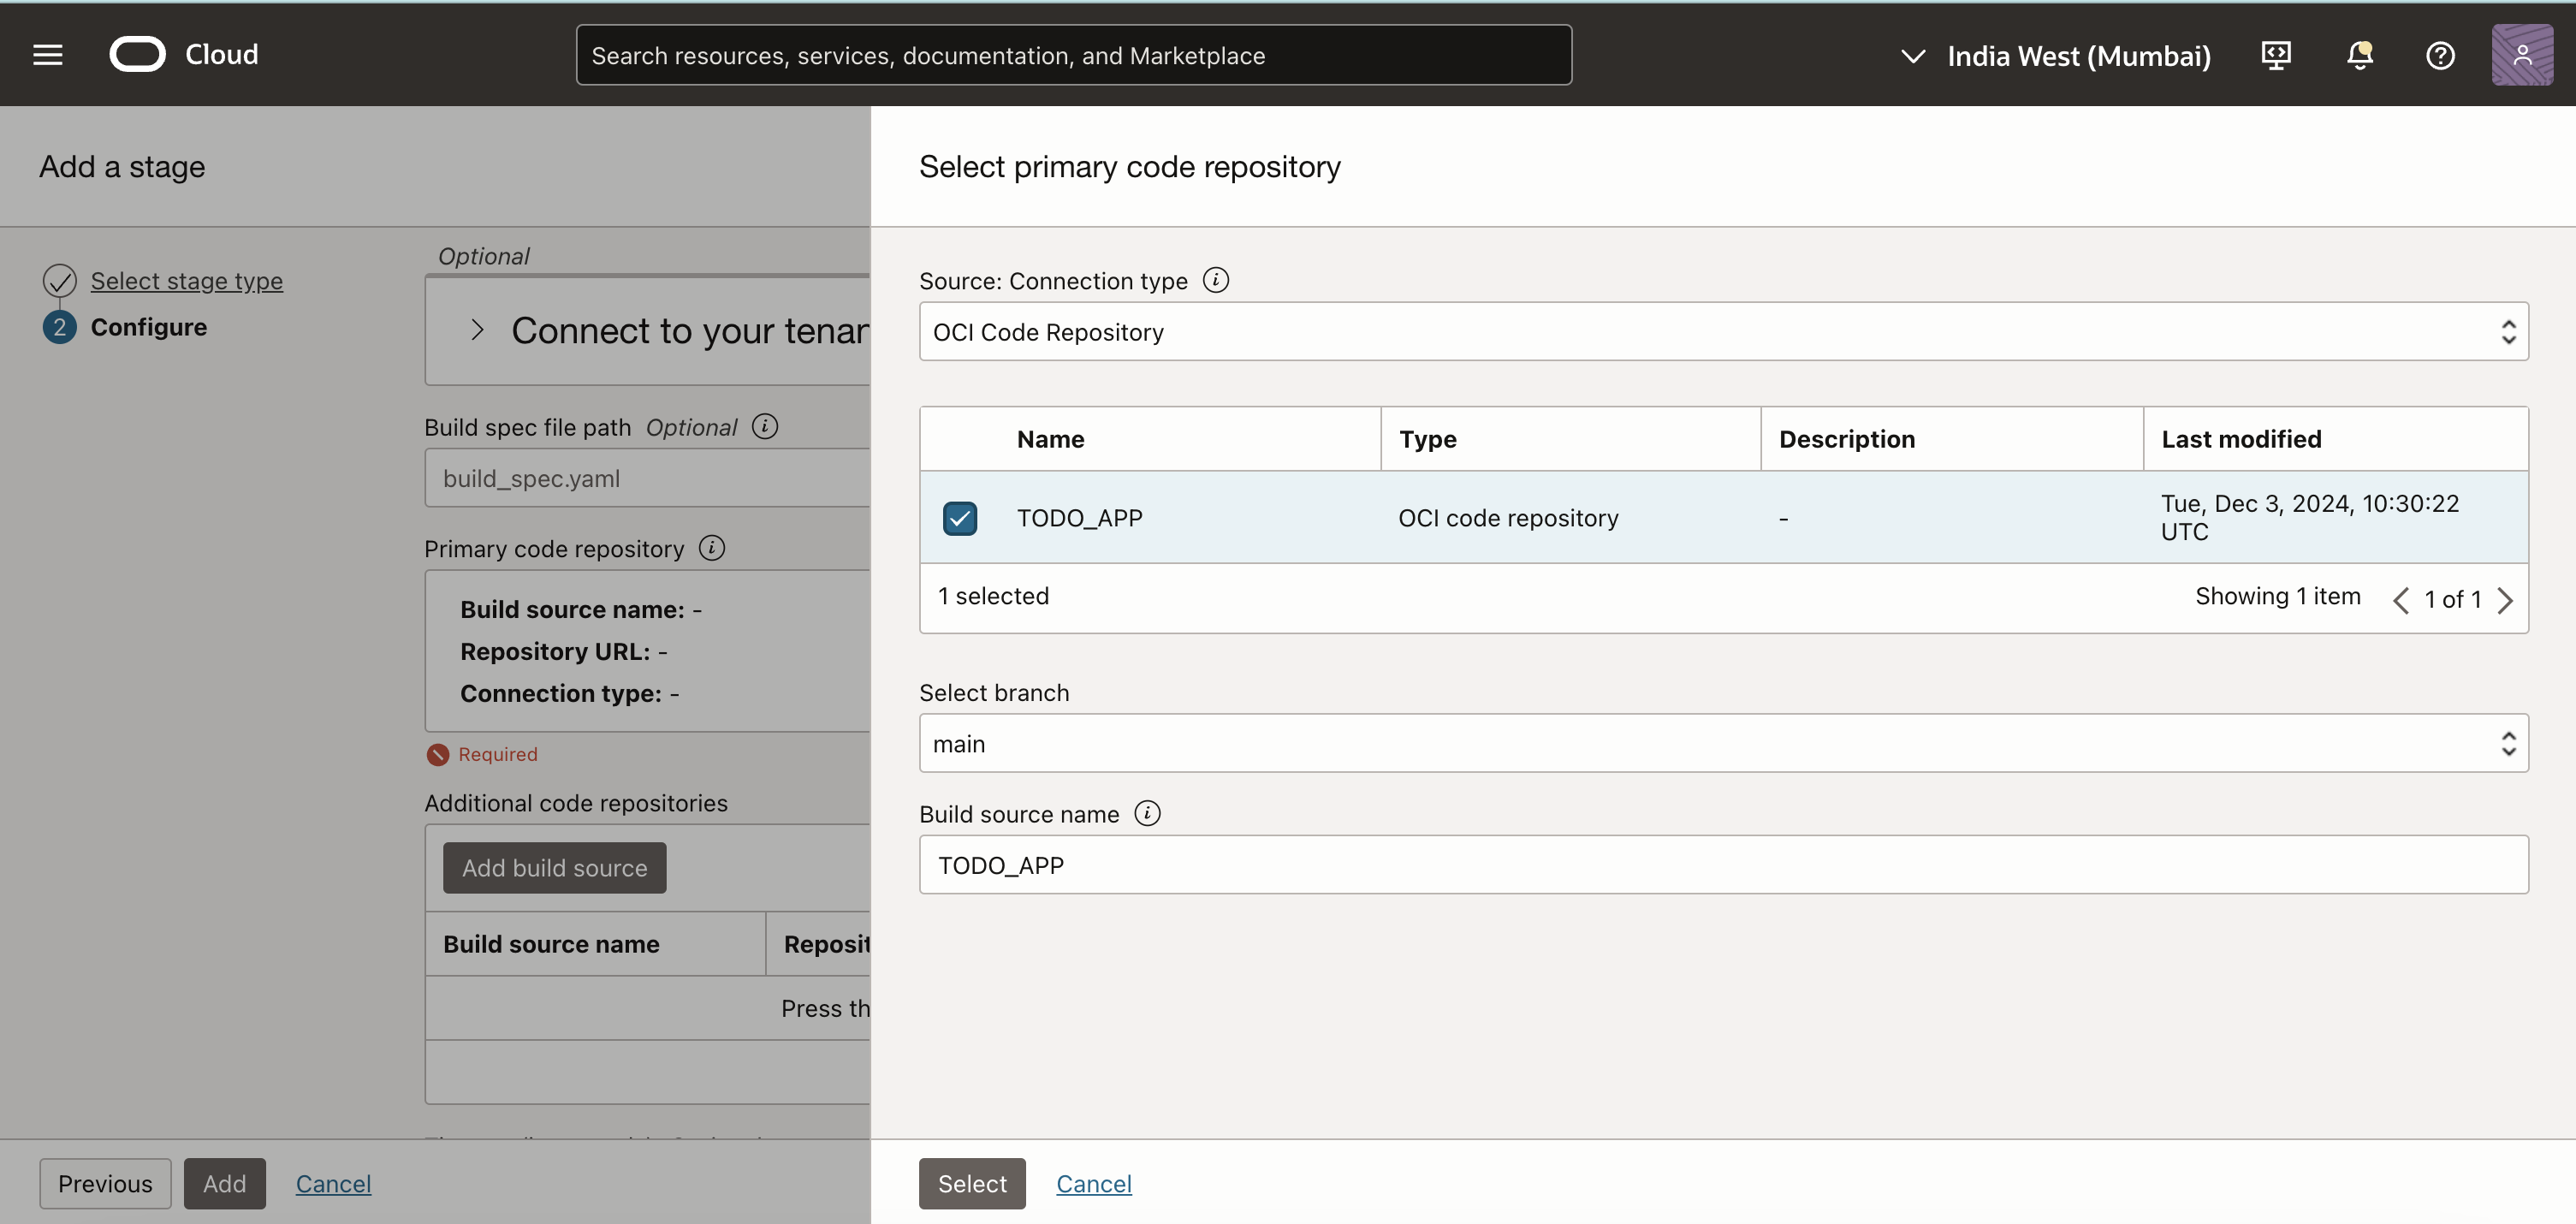 Cloud
Search resources, services, documentation, and Marketplace
India West (Mumbai)
Add a stage
Select stage type
2 Configure
Optional
Connect to your tenan
Build spec file path Optional
build_spec.yaml
Primary code repository
Build source name: -
Repository URL: -
Connection type: -
Required
Additional code repositories
Add build source
Build source name Reposit
Press th
Previous Add Cancel
Select primary code repository
Source: Connection type
OCI Code Repository
Name Type Description Last modified
TODO_APP OCI code repository - Tue, Dec 3, 2024, 10:30:22
UTC
1 selected Showing 1 item 1 of 1
Select branch
main
Build source name
TODO_APP
Select Cancel